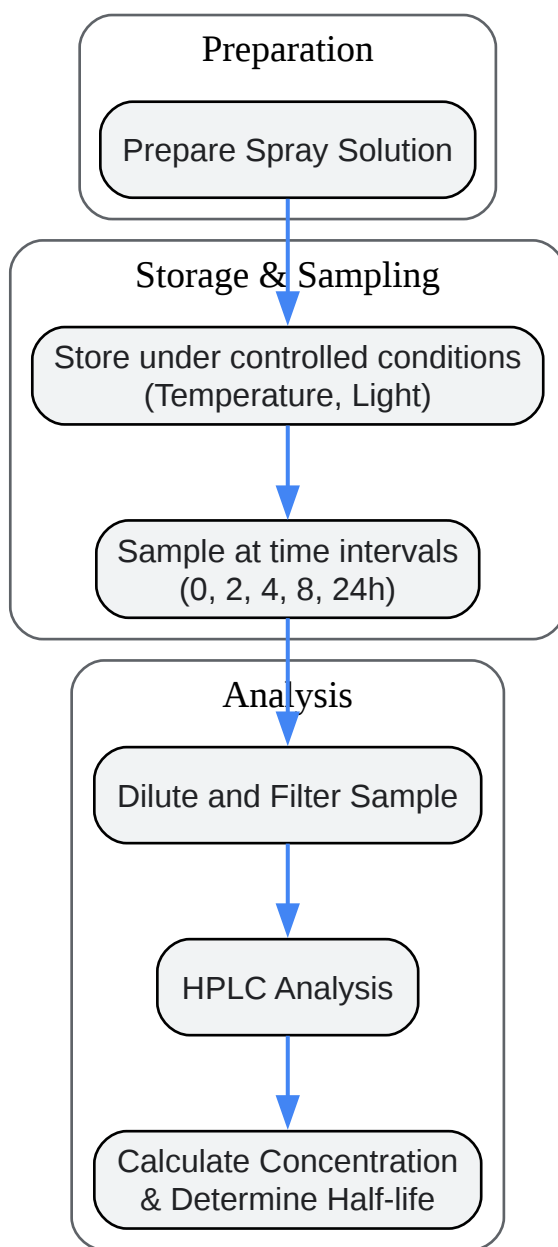 Preparation
Prepare Spray Solution
Storage & Sampling
Store under controlled conditions
(Temperature, Light)
Sample at time intervals
(0, 2, 4, 8, 24h)
Analysis
Dilute and Filter Sample
HPLC Analysis
Calculate Concentration
& Determine Half-life